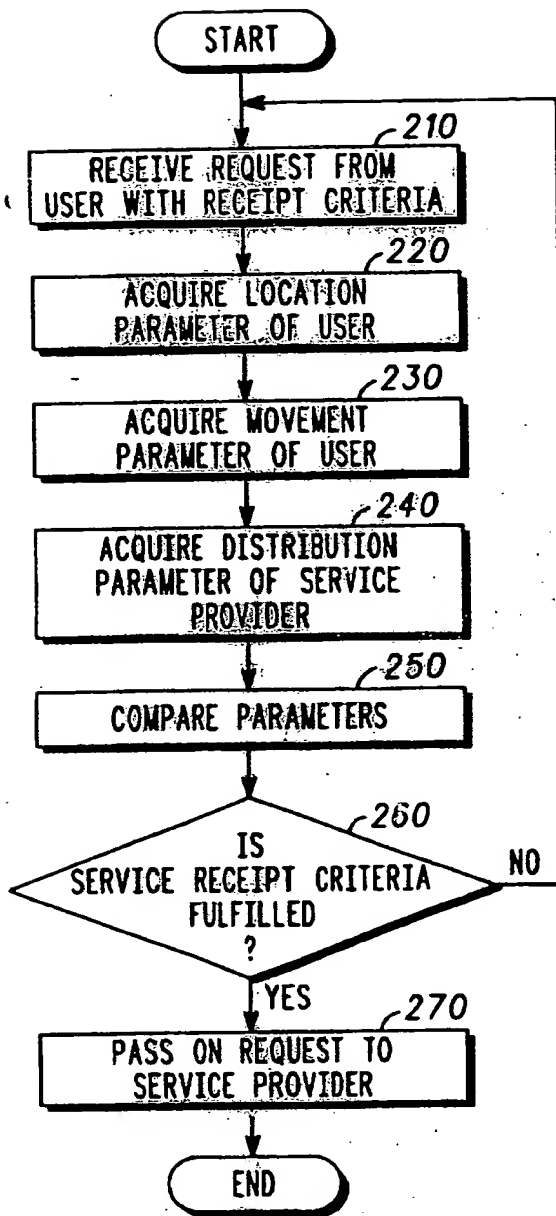 START
210
RECEIVE REQUEST FROM
USER WITH RECEIPT CRITERIA
220
ACQUIRE LOCATION
PARAMETER OF USER
230
ACQUIRE MOVEMENT
PARAMETER OF USER
240
ACQUIRE DISTRIBUTION
PARAMETER OF SERVICE
PROVIDER
250
COMPARE PARAMETERS
260
IS
SERVICE RECEIPT CRITERIA
FULFILLED
?
NO
YES
270
PASS ON REQUEST TO
SERVICE PROVIDER
END